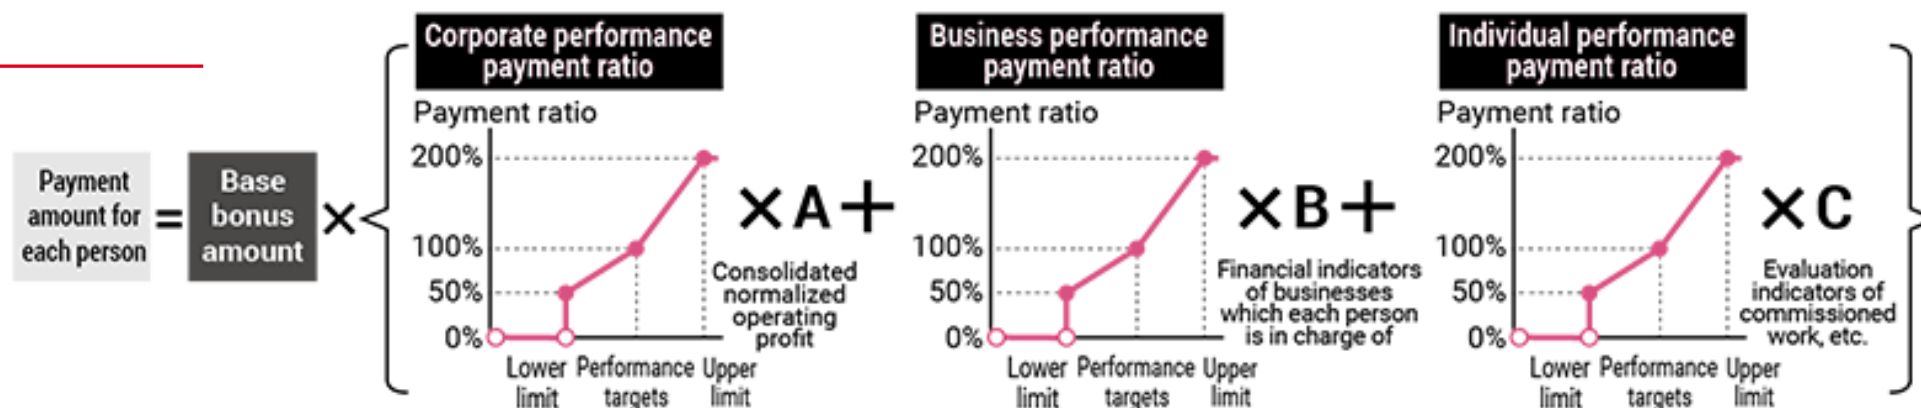 Payment
amount for
each person
=
Base
bonus
amount
×
Corporate performance
payment ratio
Payment ratio
200%
100%
50%
0%
Lower
limit
Performance
targets
Upper
limit
×A+
Consolidated
normalized
operating
profit
Business performance
payment ratio
Payment ratio
200%
100%
50%
0%
Lower
limit
Performance
targets
Upper
limit
×B+
Financial indicators
of businesses
which each person
is in charge of
Individual performance
payment ratio
Payment ratio
200%
100%
50%
0%
Lower
limit
Performance
targets
Upper
limit
×C
Evaluation
indicators of
commissioned
work, etc.